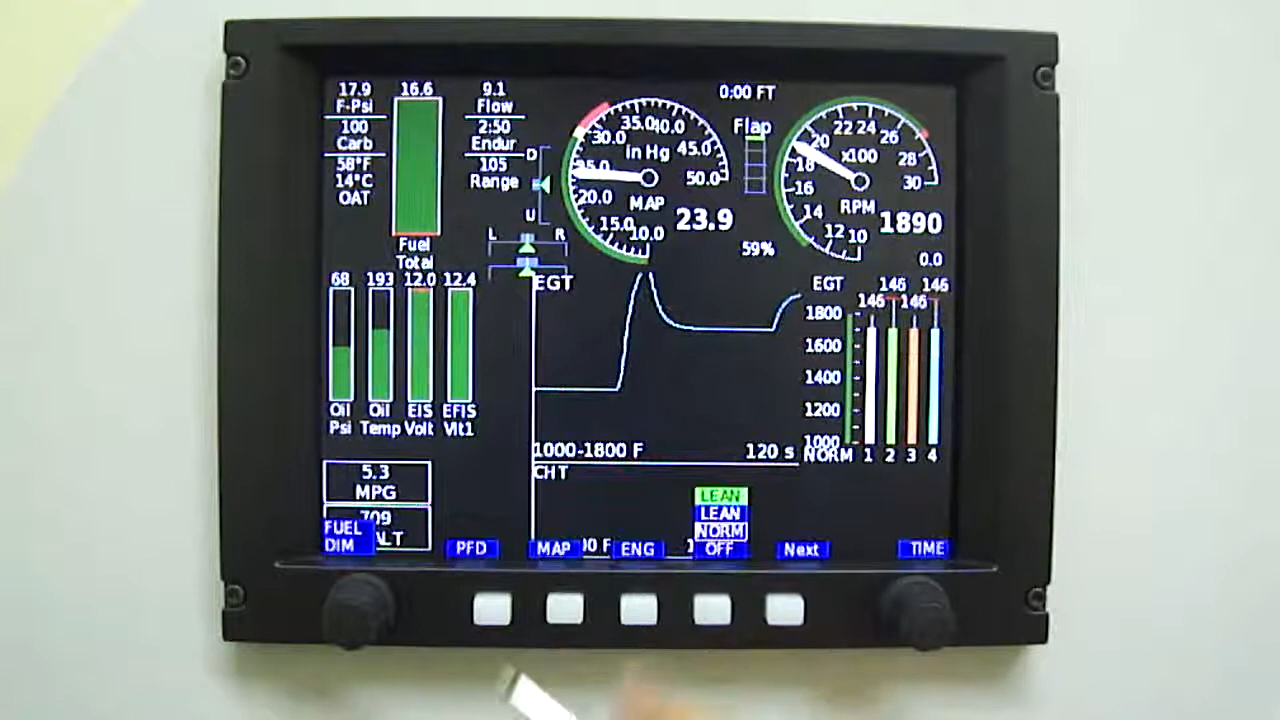 17.9
F-Psi
100
Carb
58°F
14°C
OAT
16.6
Fuel
Total
9.1
Flow
2:50
Endur
105
Range
D
U
L R
35.0 40.0
30.0
in Hg
45.0
25.0
50.0
20.0
MAP
15.0
10.0
23.9
0:00 FT
Flap
59%
22 24
20 26
x100
18 28
16 30
RPM
14
12 10
1890
0.0
68 193 12.0 12.4
Oil
Psi
Oil
Temp
EIS
Volt
EFIS
Vlt1
EGT
1000-1800 F 120 s
CHT
EGT
146 146
146 146
1800
1600
1400
1200
1000
NORM 1 2 3 4
5.3
MPG
709
ALT
LEAN
LEAN
NORM
OFF
FUEL
DIM
PFD
MAP
ENG
Next
TIME